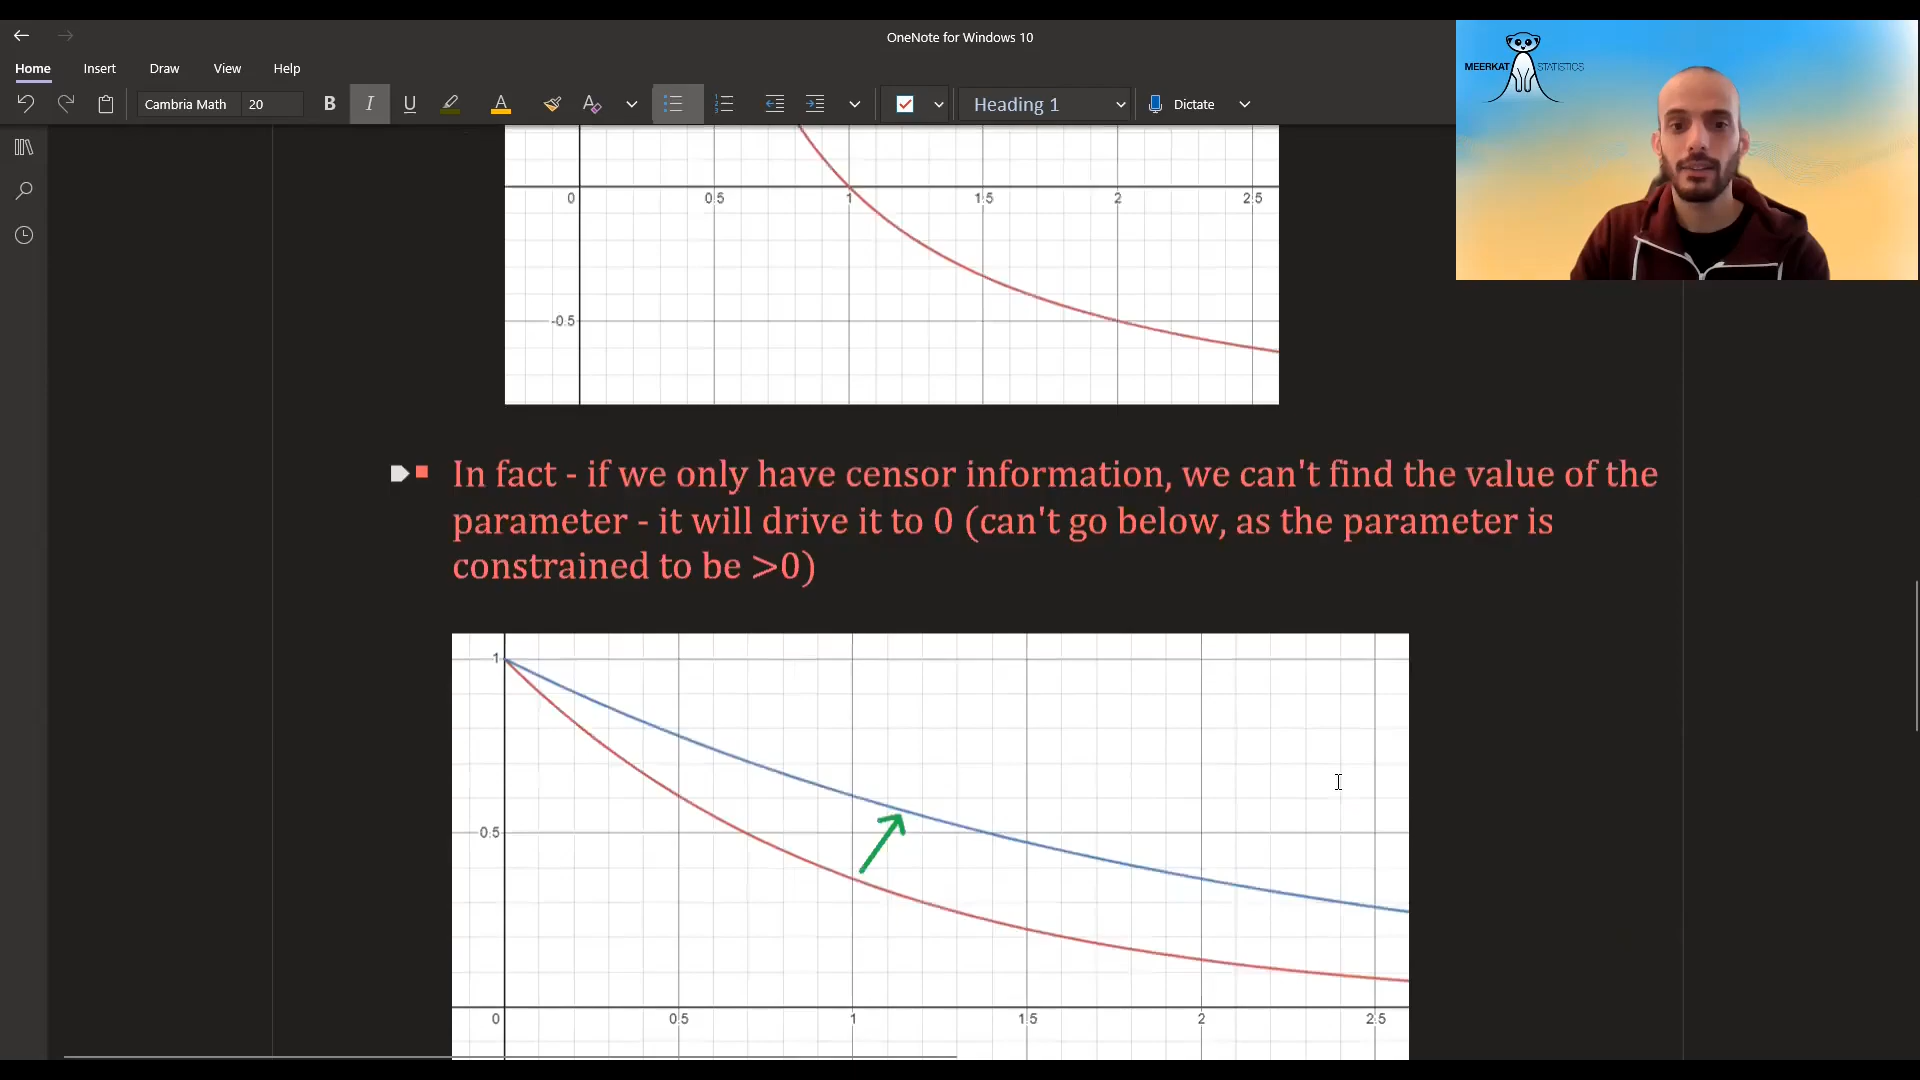 OneNote for Windows 10
MEERKAT STATISTICS
Home Insert Draw View Help
Cambria Math 20 B I U A A Heading 1 Dictate
0 0.5 1 1.5 2 2.5
-0.5
In fact - if we only have censor information, we can't find the value of the
parameter - it will drive it to 0 (can't go below, as the parameter is
constrained to be >0)
1
0.5
0 0.5 1 1.5 2 2.5